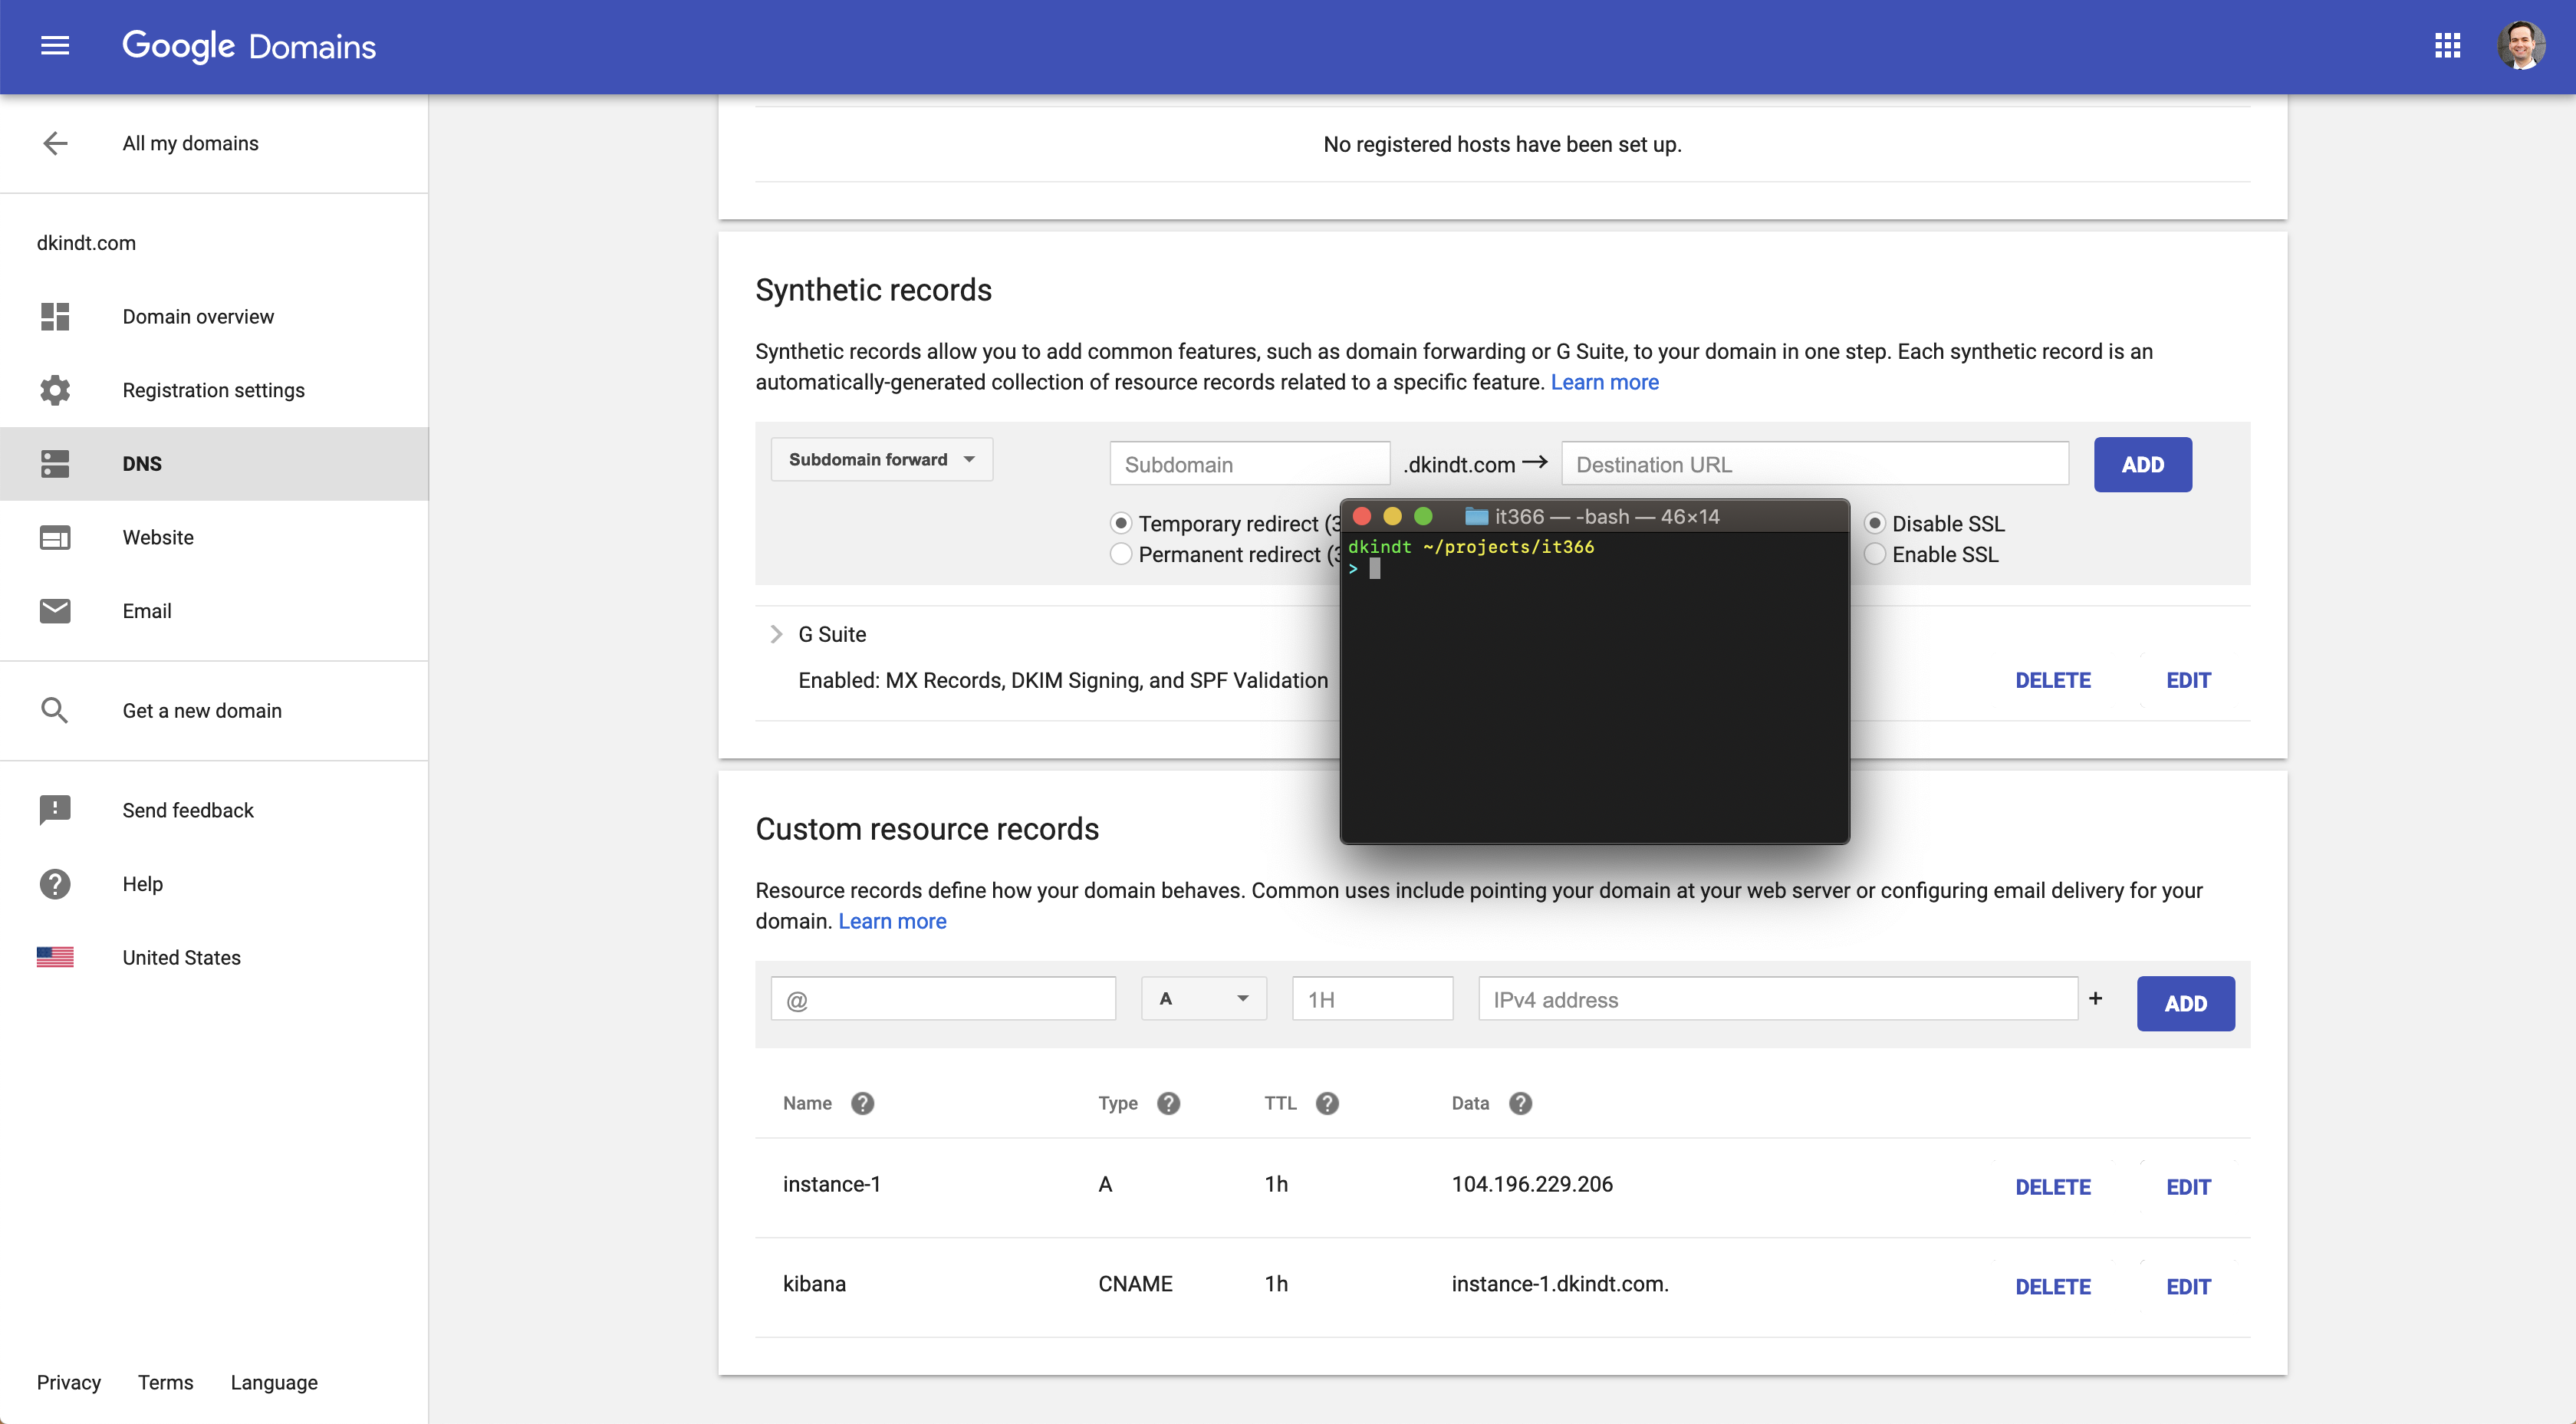 Google Domains
All my domains
dkindt.com
Domain overview
Registration settings
DNS
Website
Email
Get a new domain
Send feedback
Help
United States
Privacy Terms Language
No registered hosts have been set up.
Synthetic records
Synthetic records allow you to add common features, such as domain forwarding or G Suite, to your domain in one step. Each synthetic record is an
automatically-generated collection of resource records related to a specific feature. Learn more
Subdomain forward Subdomain .dkindt.com → Destination URL ADD
Temporary redirect (3 Disable SSL
Permanent redirect (3 Enable SSL
it366 — -bash — 46×14
dkindt ~/projects/it366
>
G Suite
Enabled: MX Records, DKIM Signing, and SPF Validation DELETE EDIT
Custom resource records
Resource records define how your domain behaves. Common uses include pointing your domain at your web server or configuring email delivery for your
domain. Learn more
@ A 1H IPv4 address + ADD
Name ? Type ? TTL ? Data ?
instance-1 A 1h 104.196.229.206 DELETE EDIT
kibana CNAME 1h instance-1.dkindt.com. DELETE EDIT